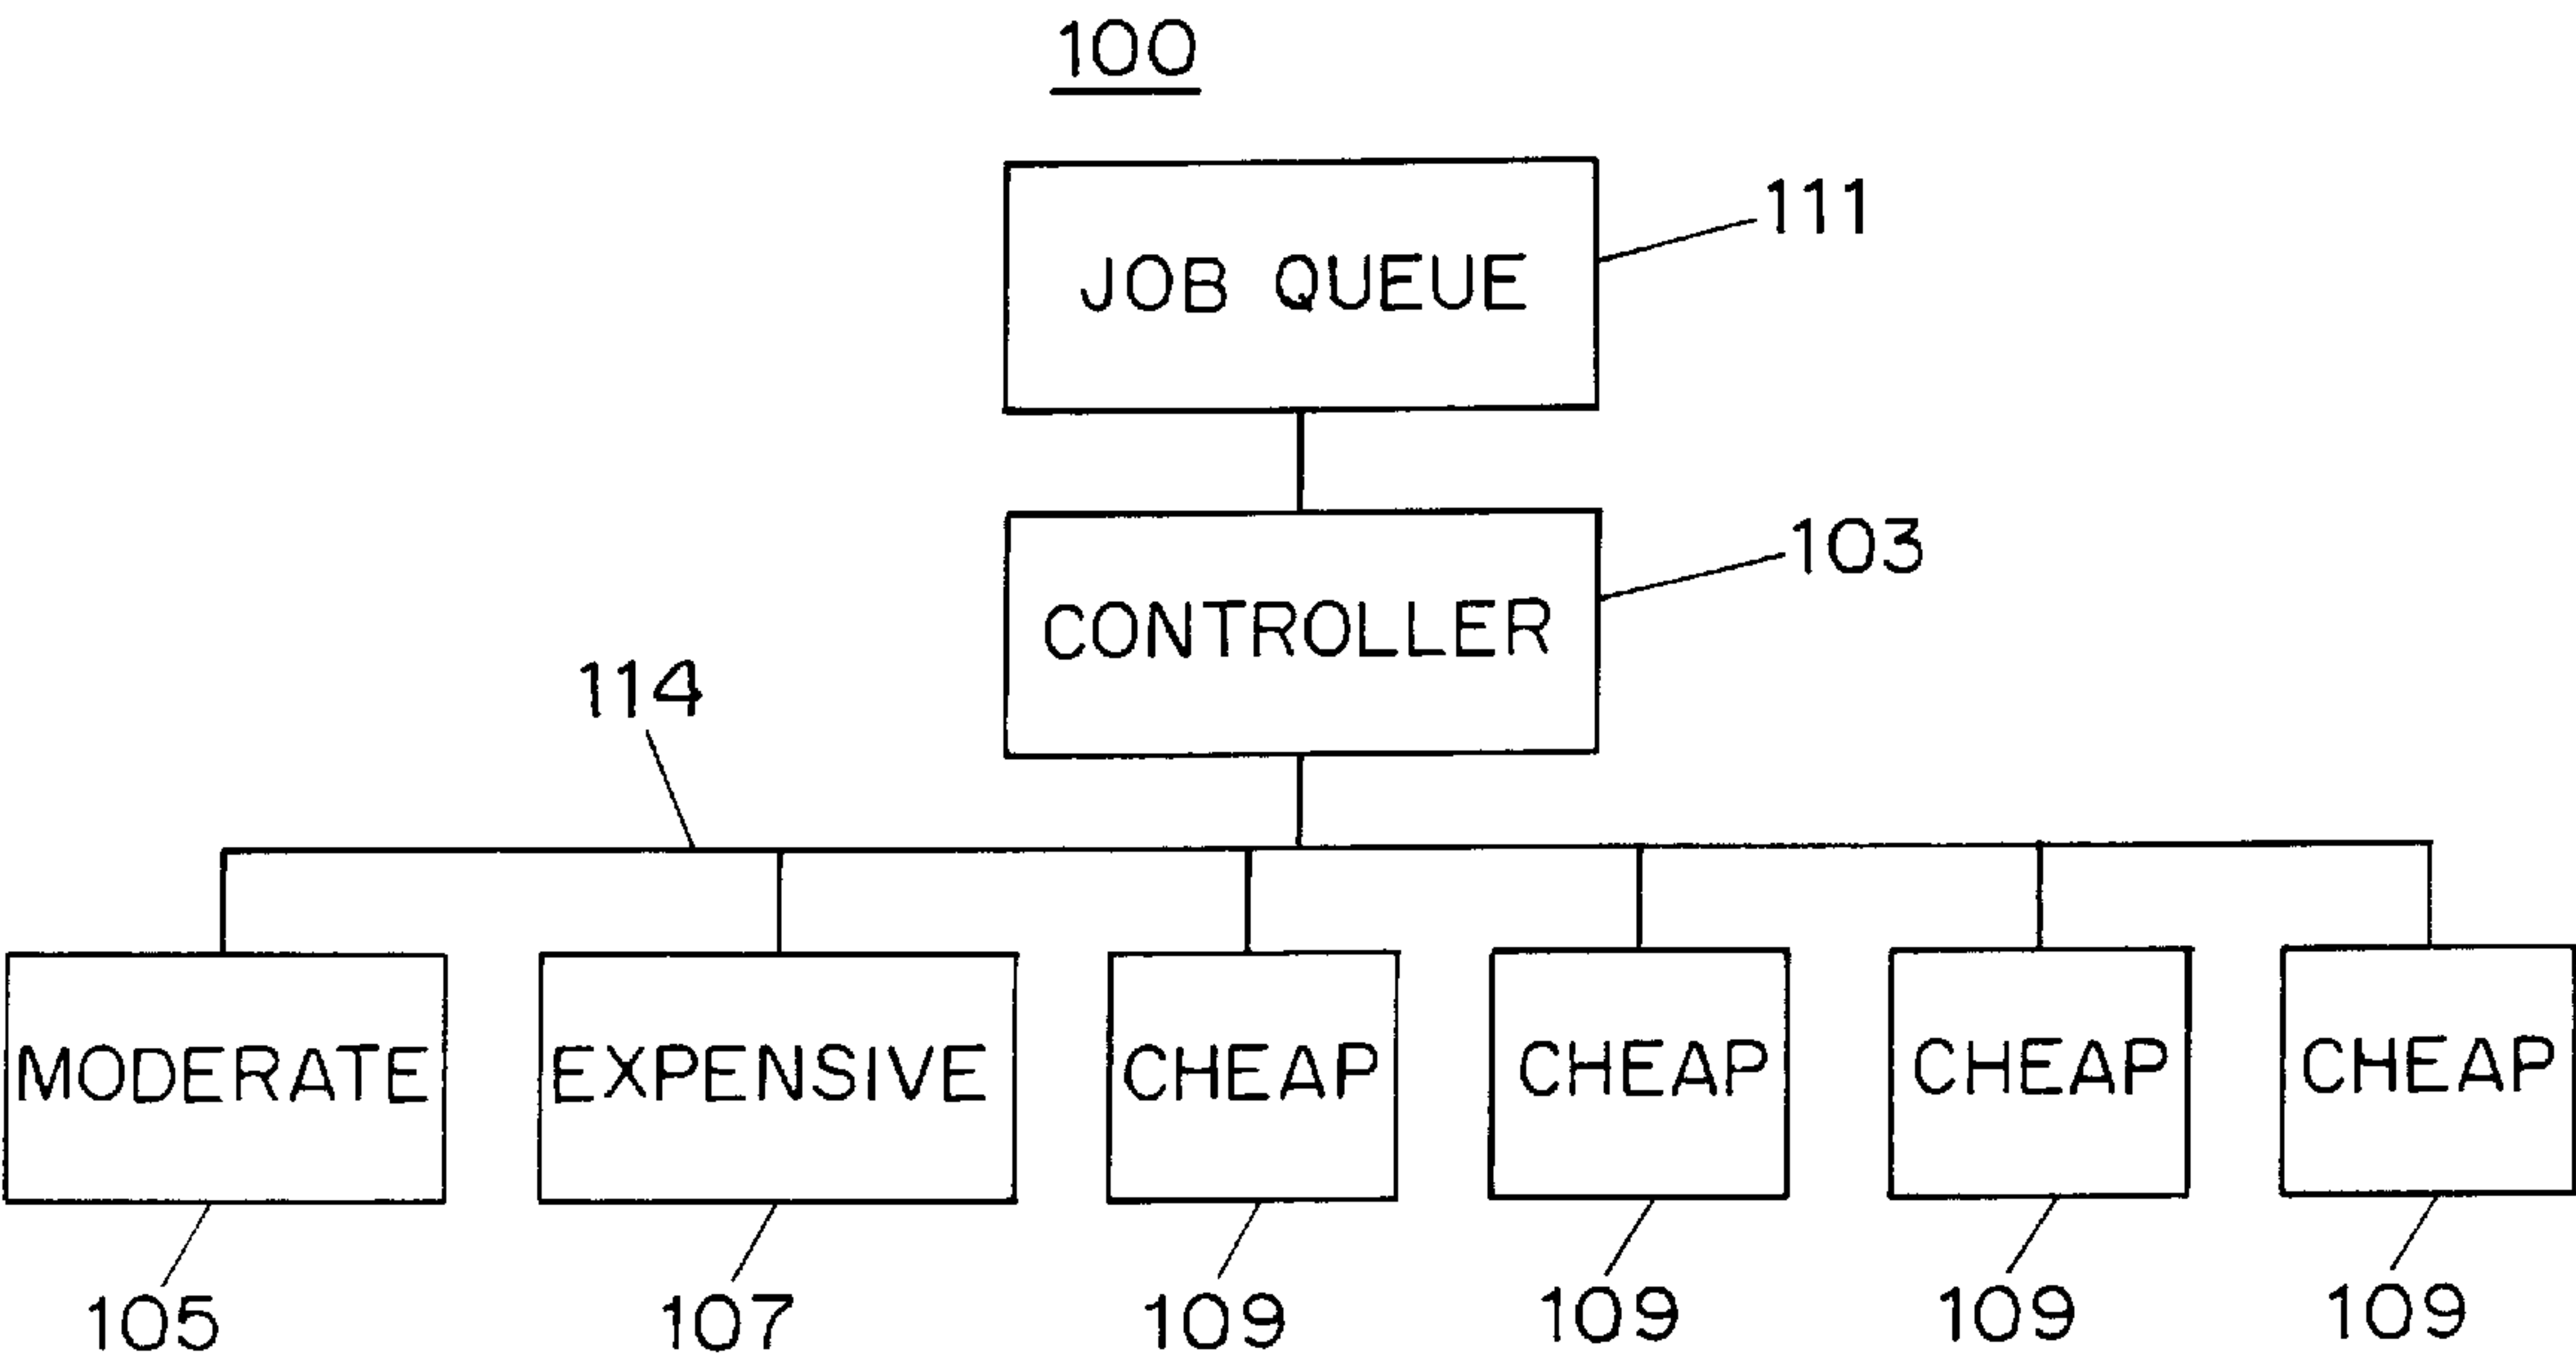 100
JOB QUEUE
111
CONTROLLER
103
114
MODERATE EXPENSIVE CHEAP CHEAP CHEAP CHEAP
105 107 109 109 109 109